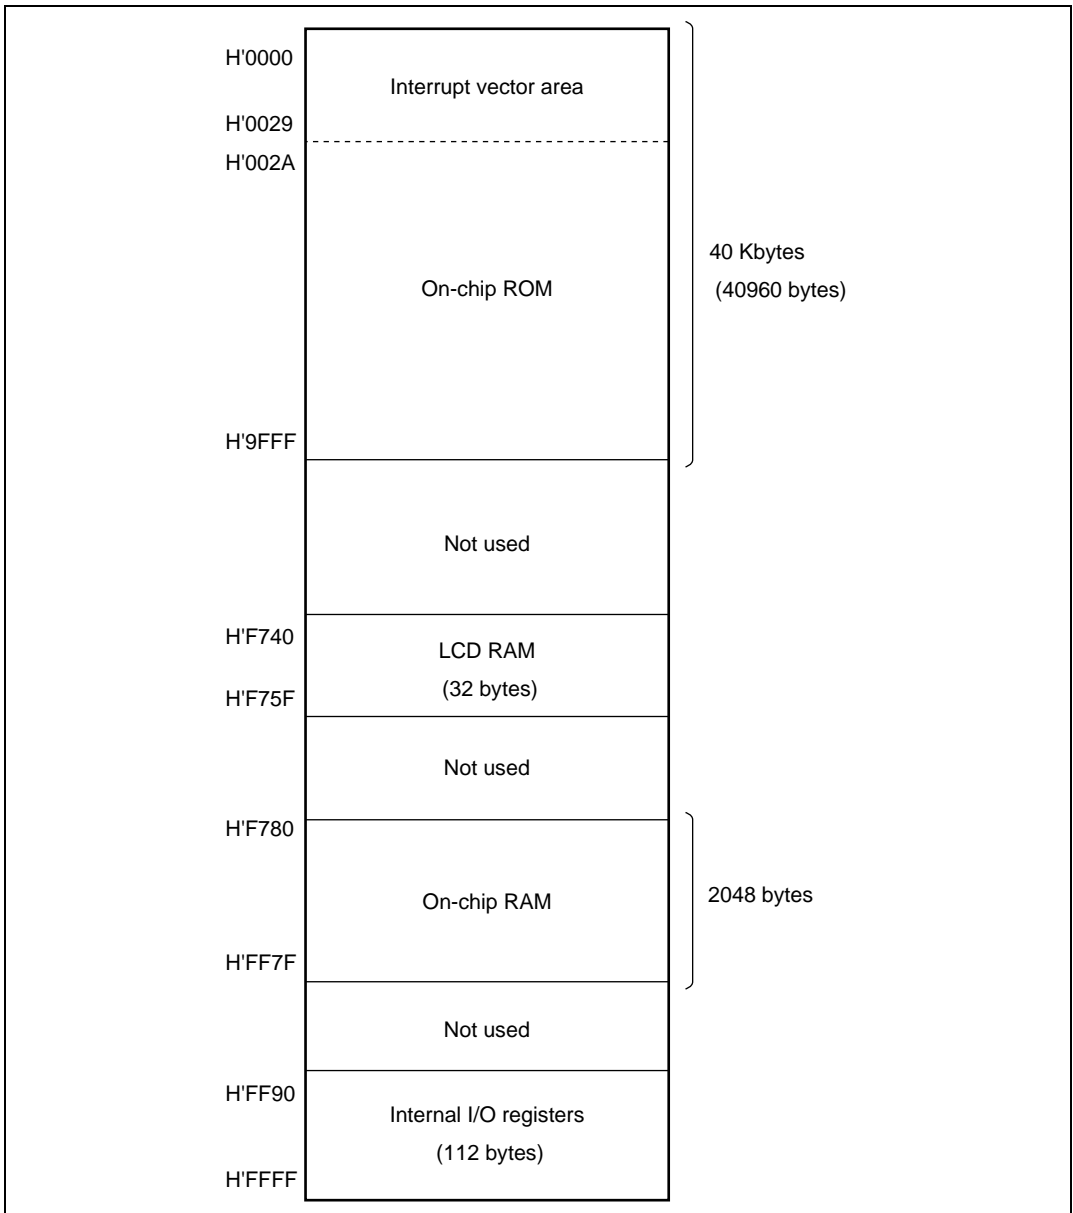 H'0000
Interrupt vector area
H'0029
H'002A
40 Kbytes
On-chip ROM
(40960 bytes)
H'9FFF
Not used
H'F740
LCD RAM
(32 bytes)
H'F75F
Not used
H'F780
On-chip RAM
2048 bytes
H'FF7F
Not used
H'FF90
Internal I/O registers
(112 bytes)
H'FFFF